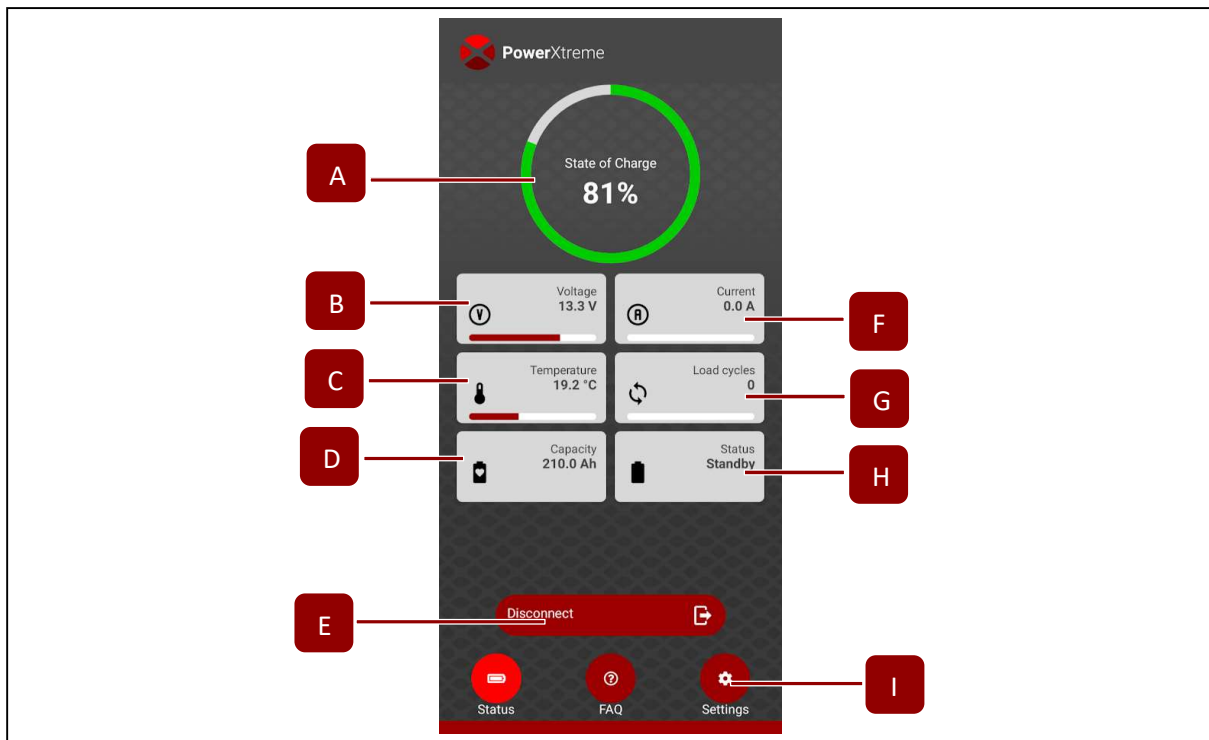 PowerXtreme
State of Charge
81%
A
B
Voltage
13.3 V
V
Current
0.0 A
A
F
C
Temperature
19.2 °C
Load cycles
0
G
D
Capacity
210.0 Ah
Status
Standby
H
E
Disconnect
?
I
Status
FAQ
Settings